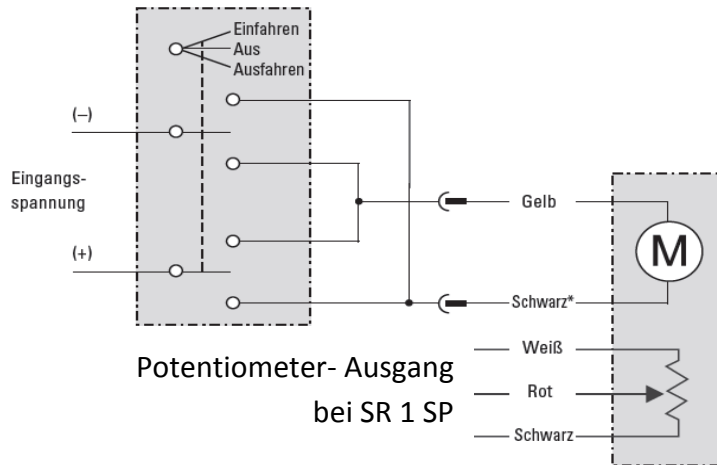 Einfahren
Aus
Ausfahren
(–)
Eingangs-
spannung
(+)
Gelb
M
Schwarz*
Potentiometer- Ausgang
bei SR 1 SP
Weiß
Rot
Schwarz